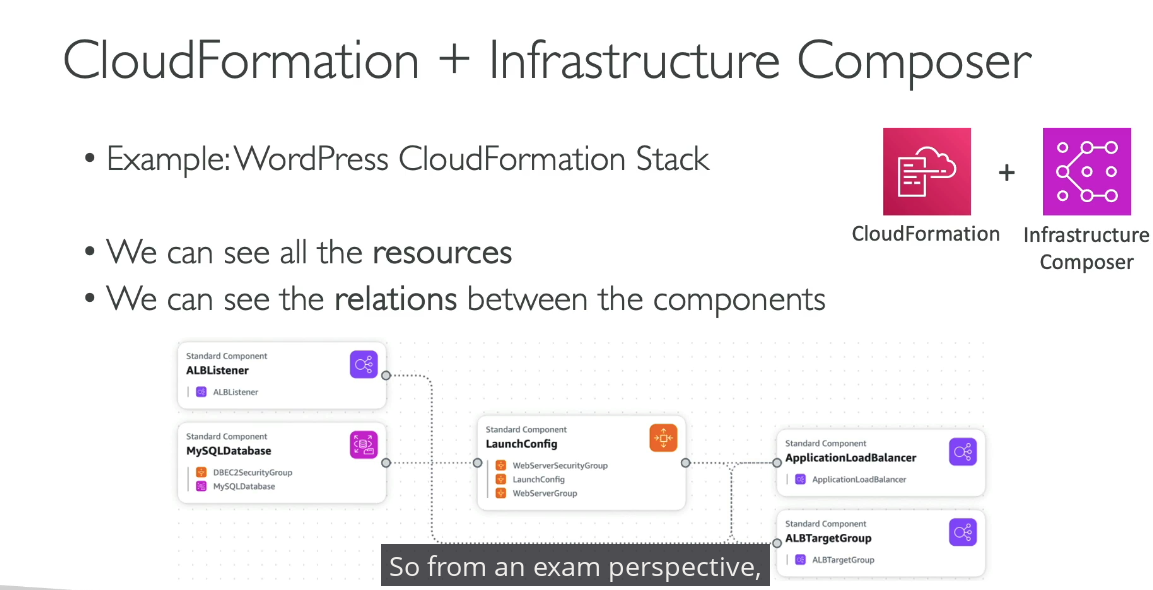 CloudFormation + Infrastructure Composer
• Example: WordPress CloudFormation Stack
• We can see all the resources
• We can see the relations between the components
+
CloudFormation
Infrastructure
Composer
Standard Component
ALBListener
ALBListener
Standard Component
MySQLDatabase
DBEC2SecurityGroup
MySQLDatabase
Standard Component
LaunchConfig
WebServerSecurityGroup
LaunchConfig
WebServerGroup
Standard Component
ApplicationLoadBalancer
ApplicationLoadBalancer
Standard Component
ALBTargetGroup
ALBTargetGroup
So from an exam perspective,